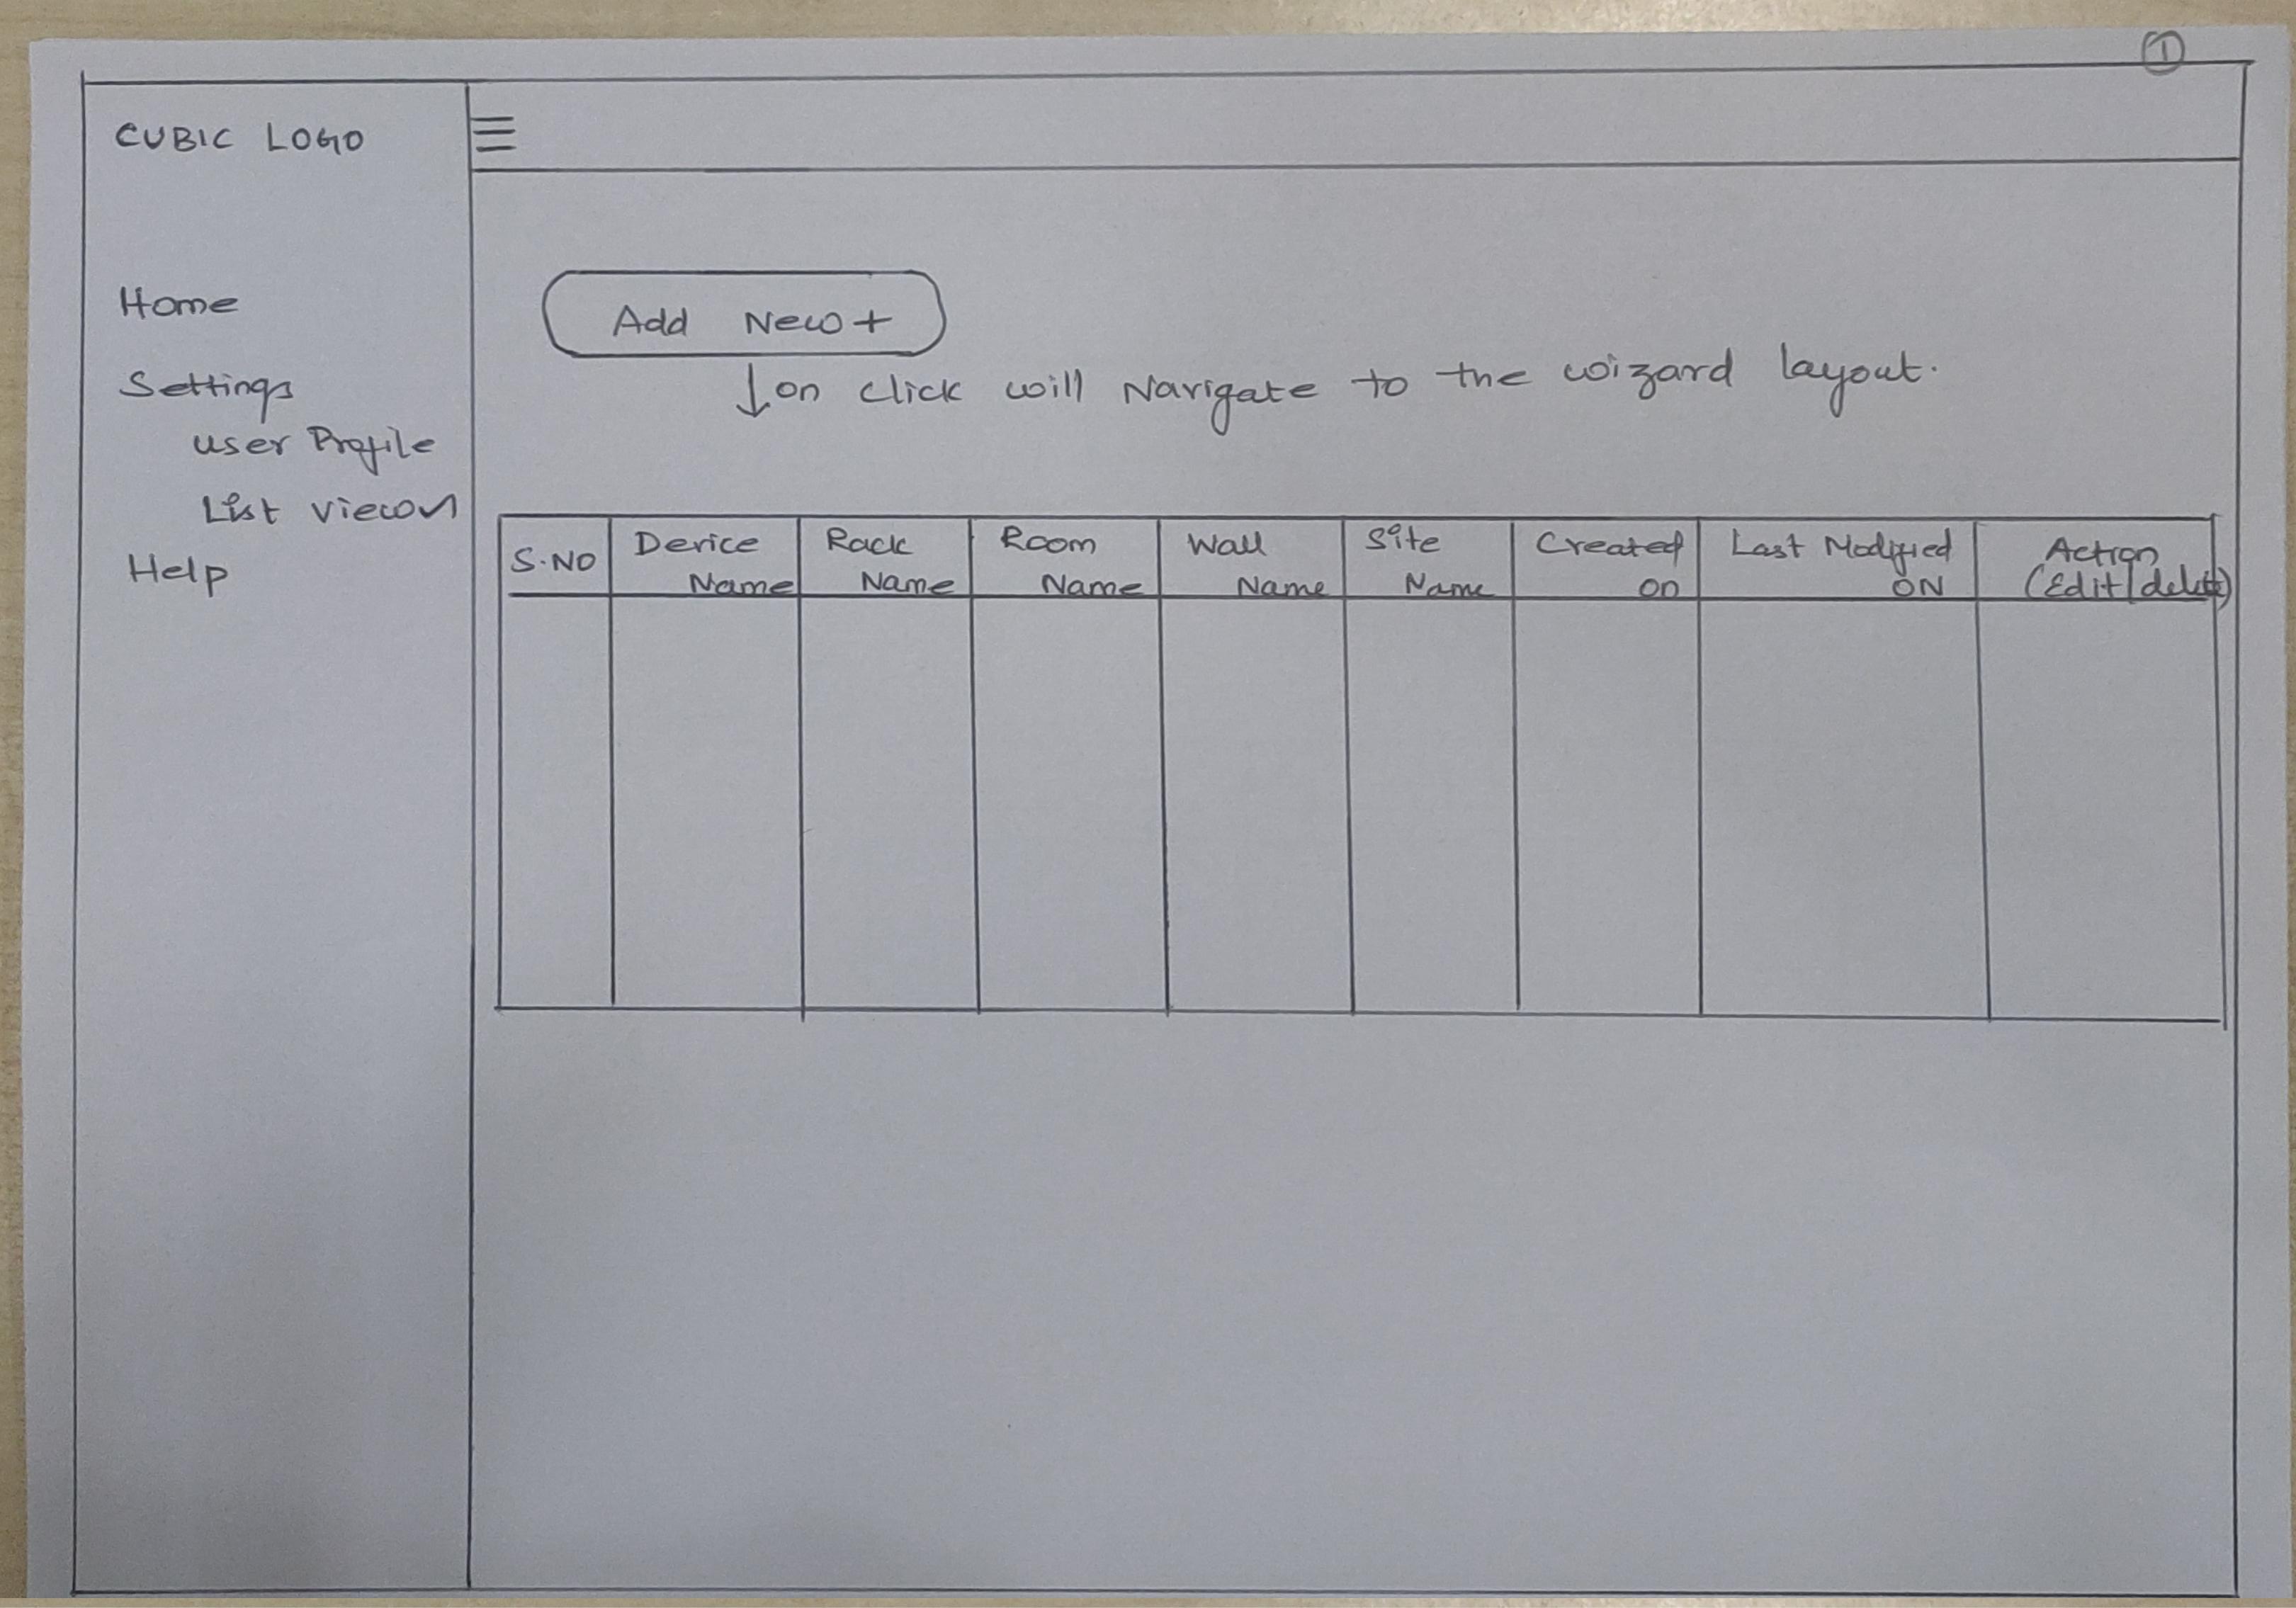 1
CUBIC LOGO
Home
Settings
user Profile
List view
Help
Add New +
on click will Navigate to the wizard layout.
S.NO
Device
Name
Rack
Name
Room
Name
Wall
Name
Site
Name
Created
on
Last Modified
ON
Action
(Edit/delete)